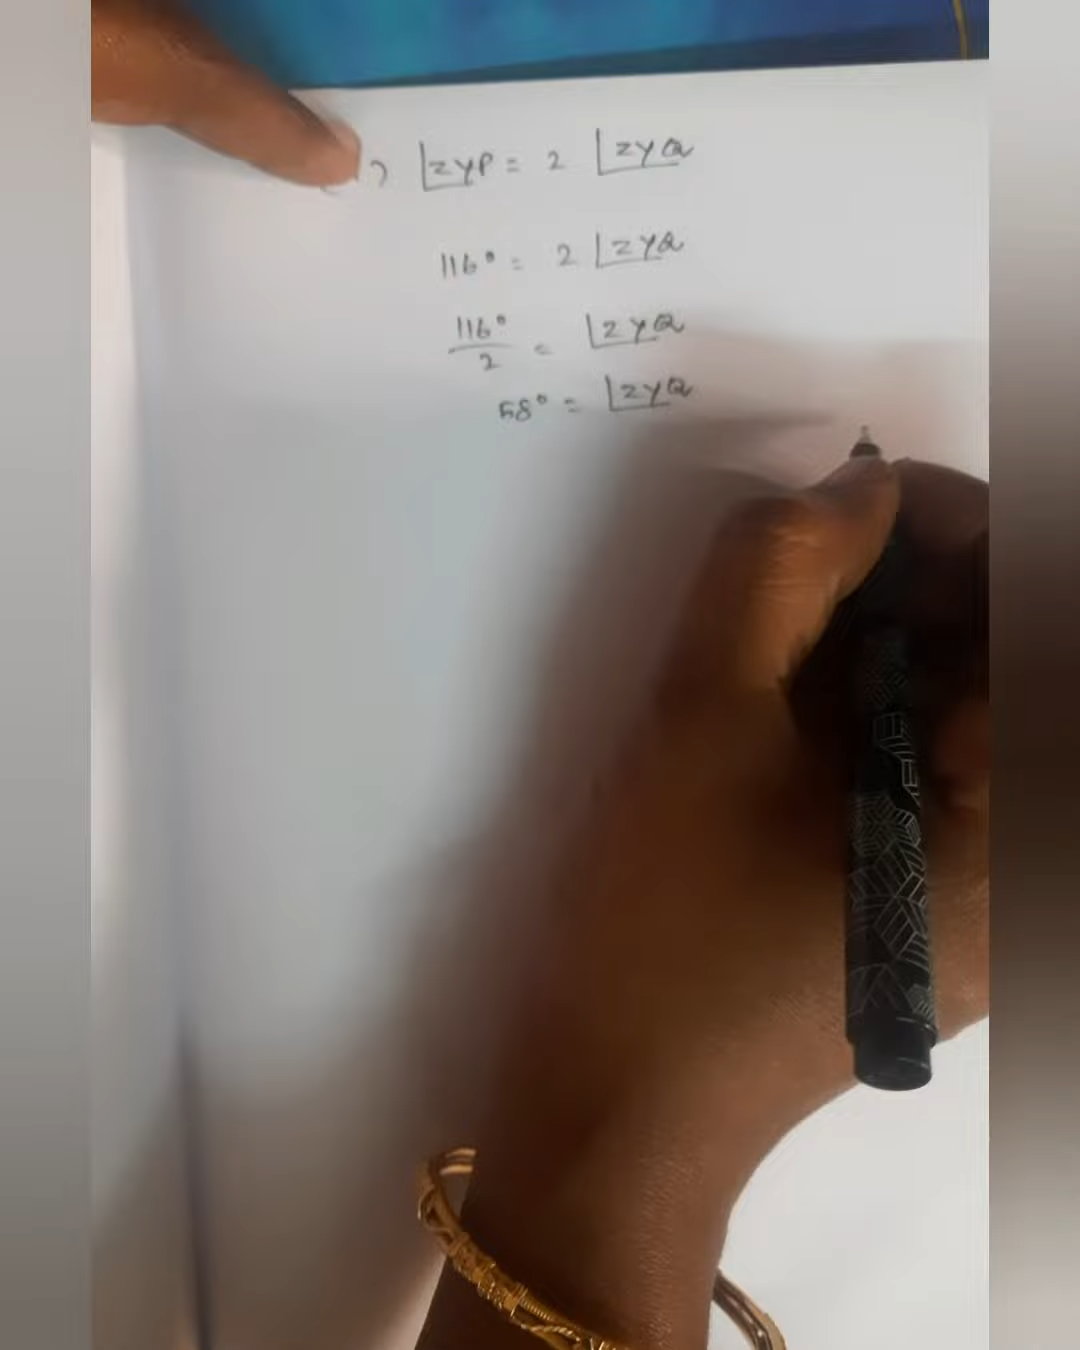 ) ∠ZYP = 2 ∠ZYQ
116° = 2 ∠ZYQ
116°/2 = ∠ZYQ
58° = ∠ZYQ